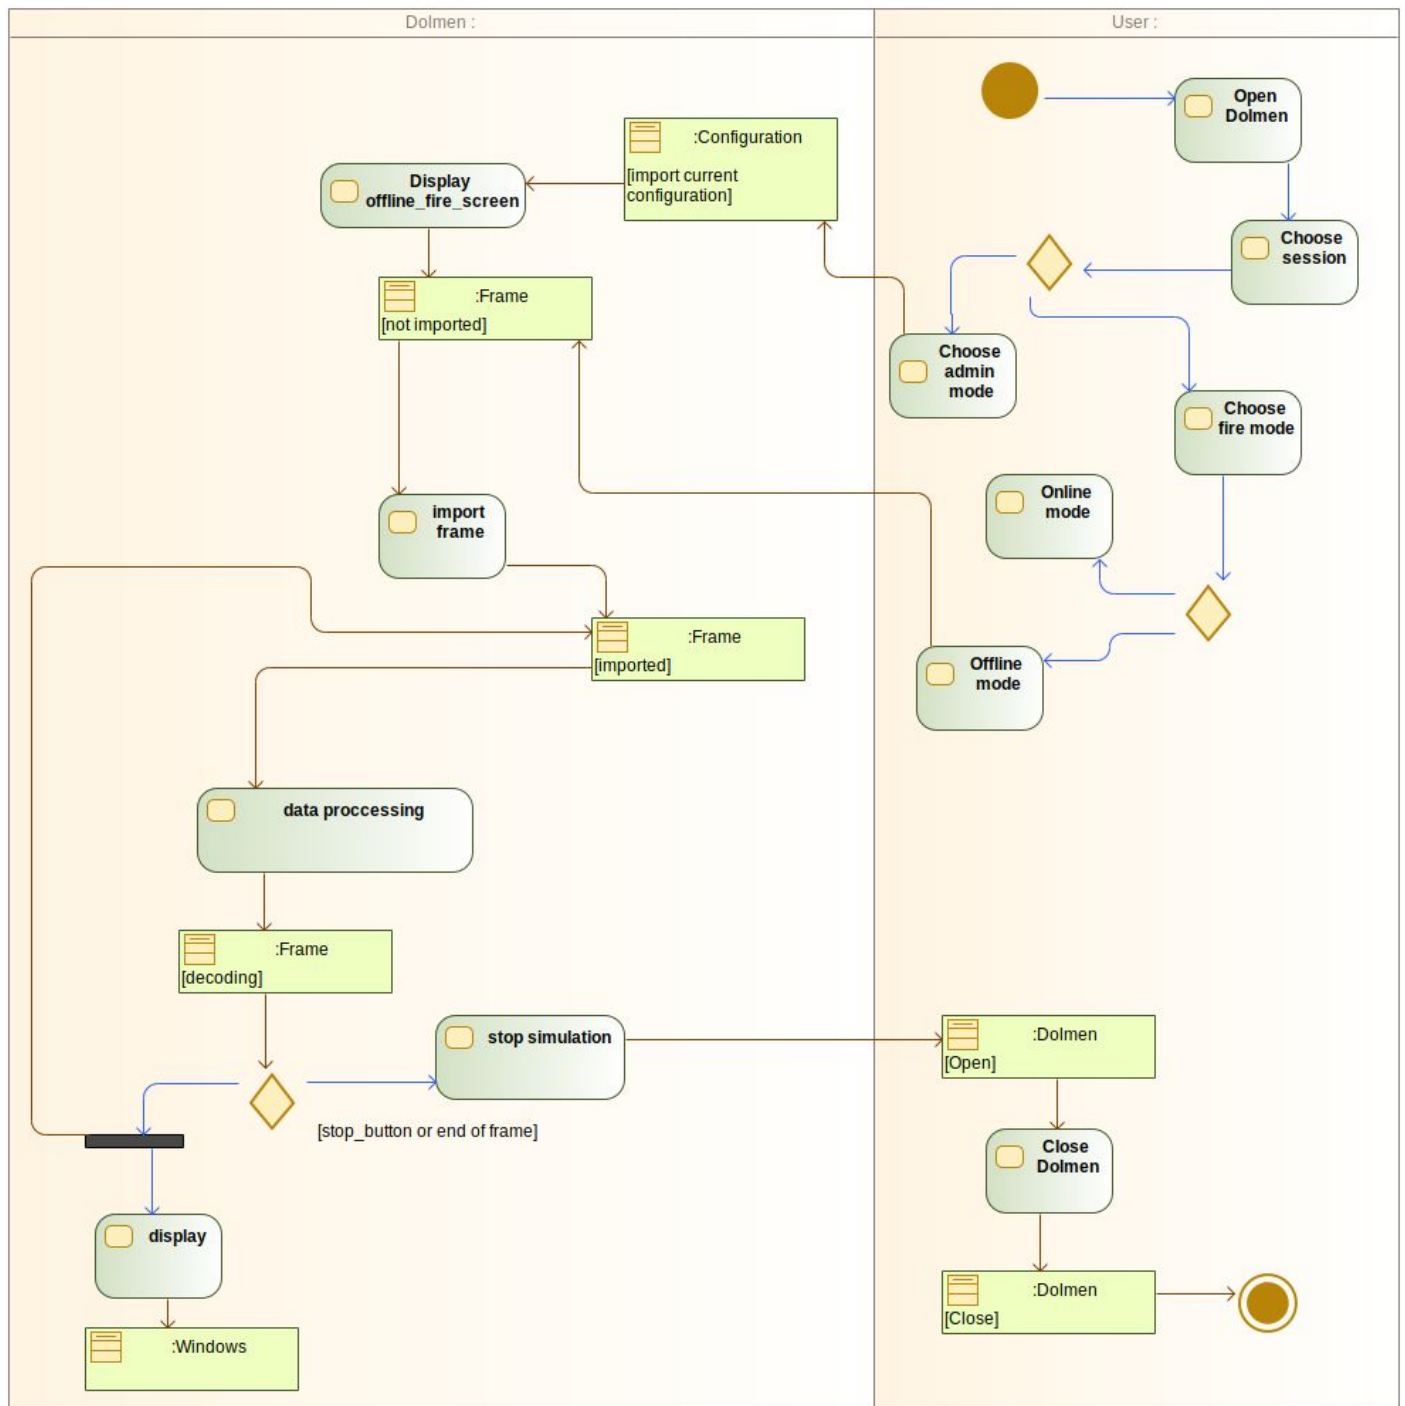 Dolmen :
User :
Open
Dolmen
:Configuration
[import current
configuration]
Display
offline_fire_screen
Choose
session
:Frame
[not imported]
Choose
admin
mode
Choose
fire mode
Online
mode
import
frame
:Frame
[imported]
Offline
mode
data proccessing
:Frame
[decoding]
stop simulation
:Dolmen
[Open]
[stop_button or end of frame]
Close
Dolmen
display
:Dolmen
[Close]
:Windows